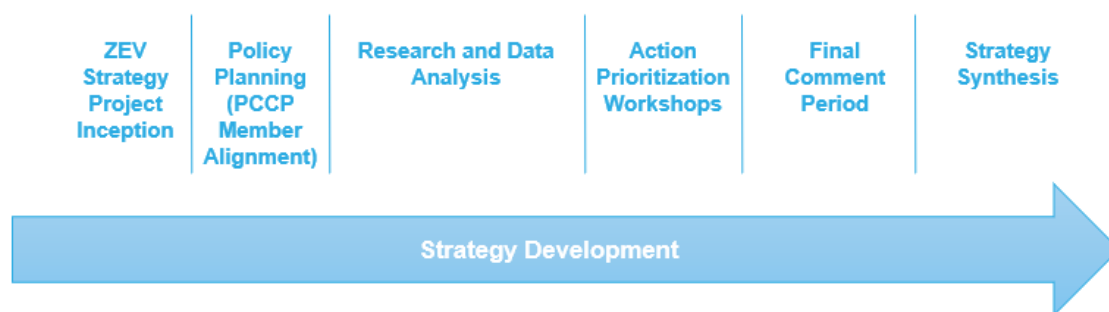 ZEV
Strategy
Project
Inception
Policy
Planning
(PCCP
Member
Alignment)
Research and Data
Analysis
Action
Prioritization
Workshops
Final
Comment
Period
Strategy
Synthesis
Strategy Development